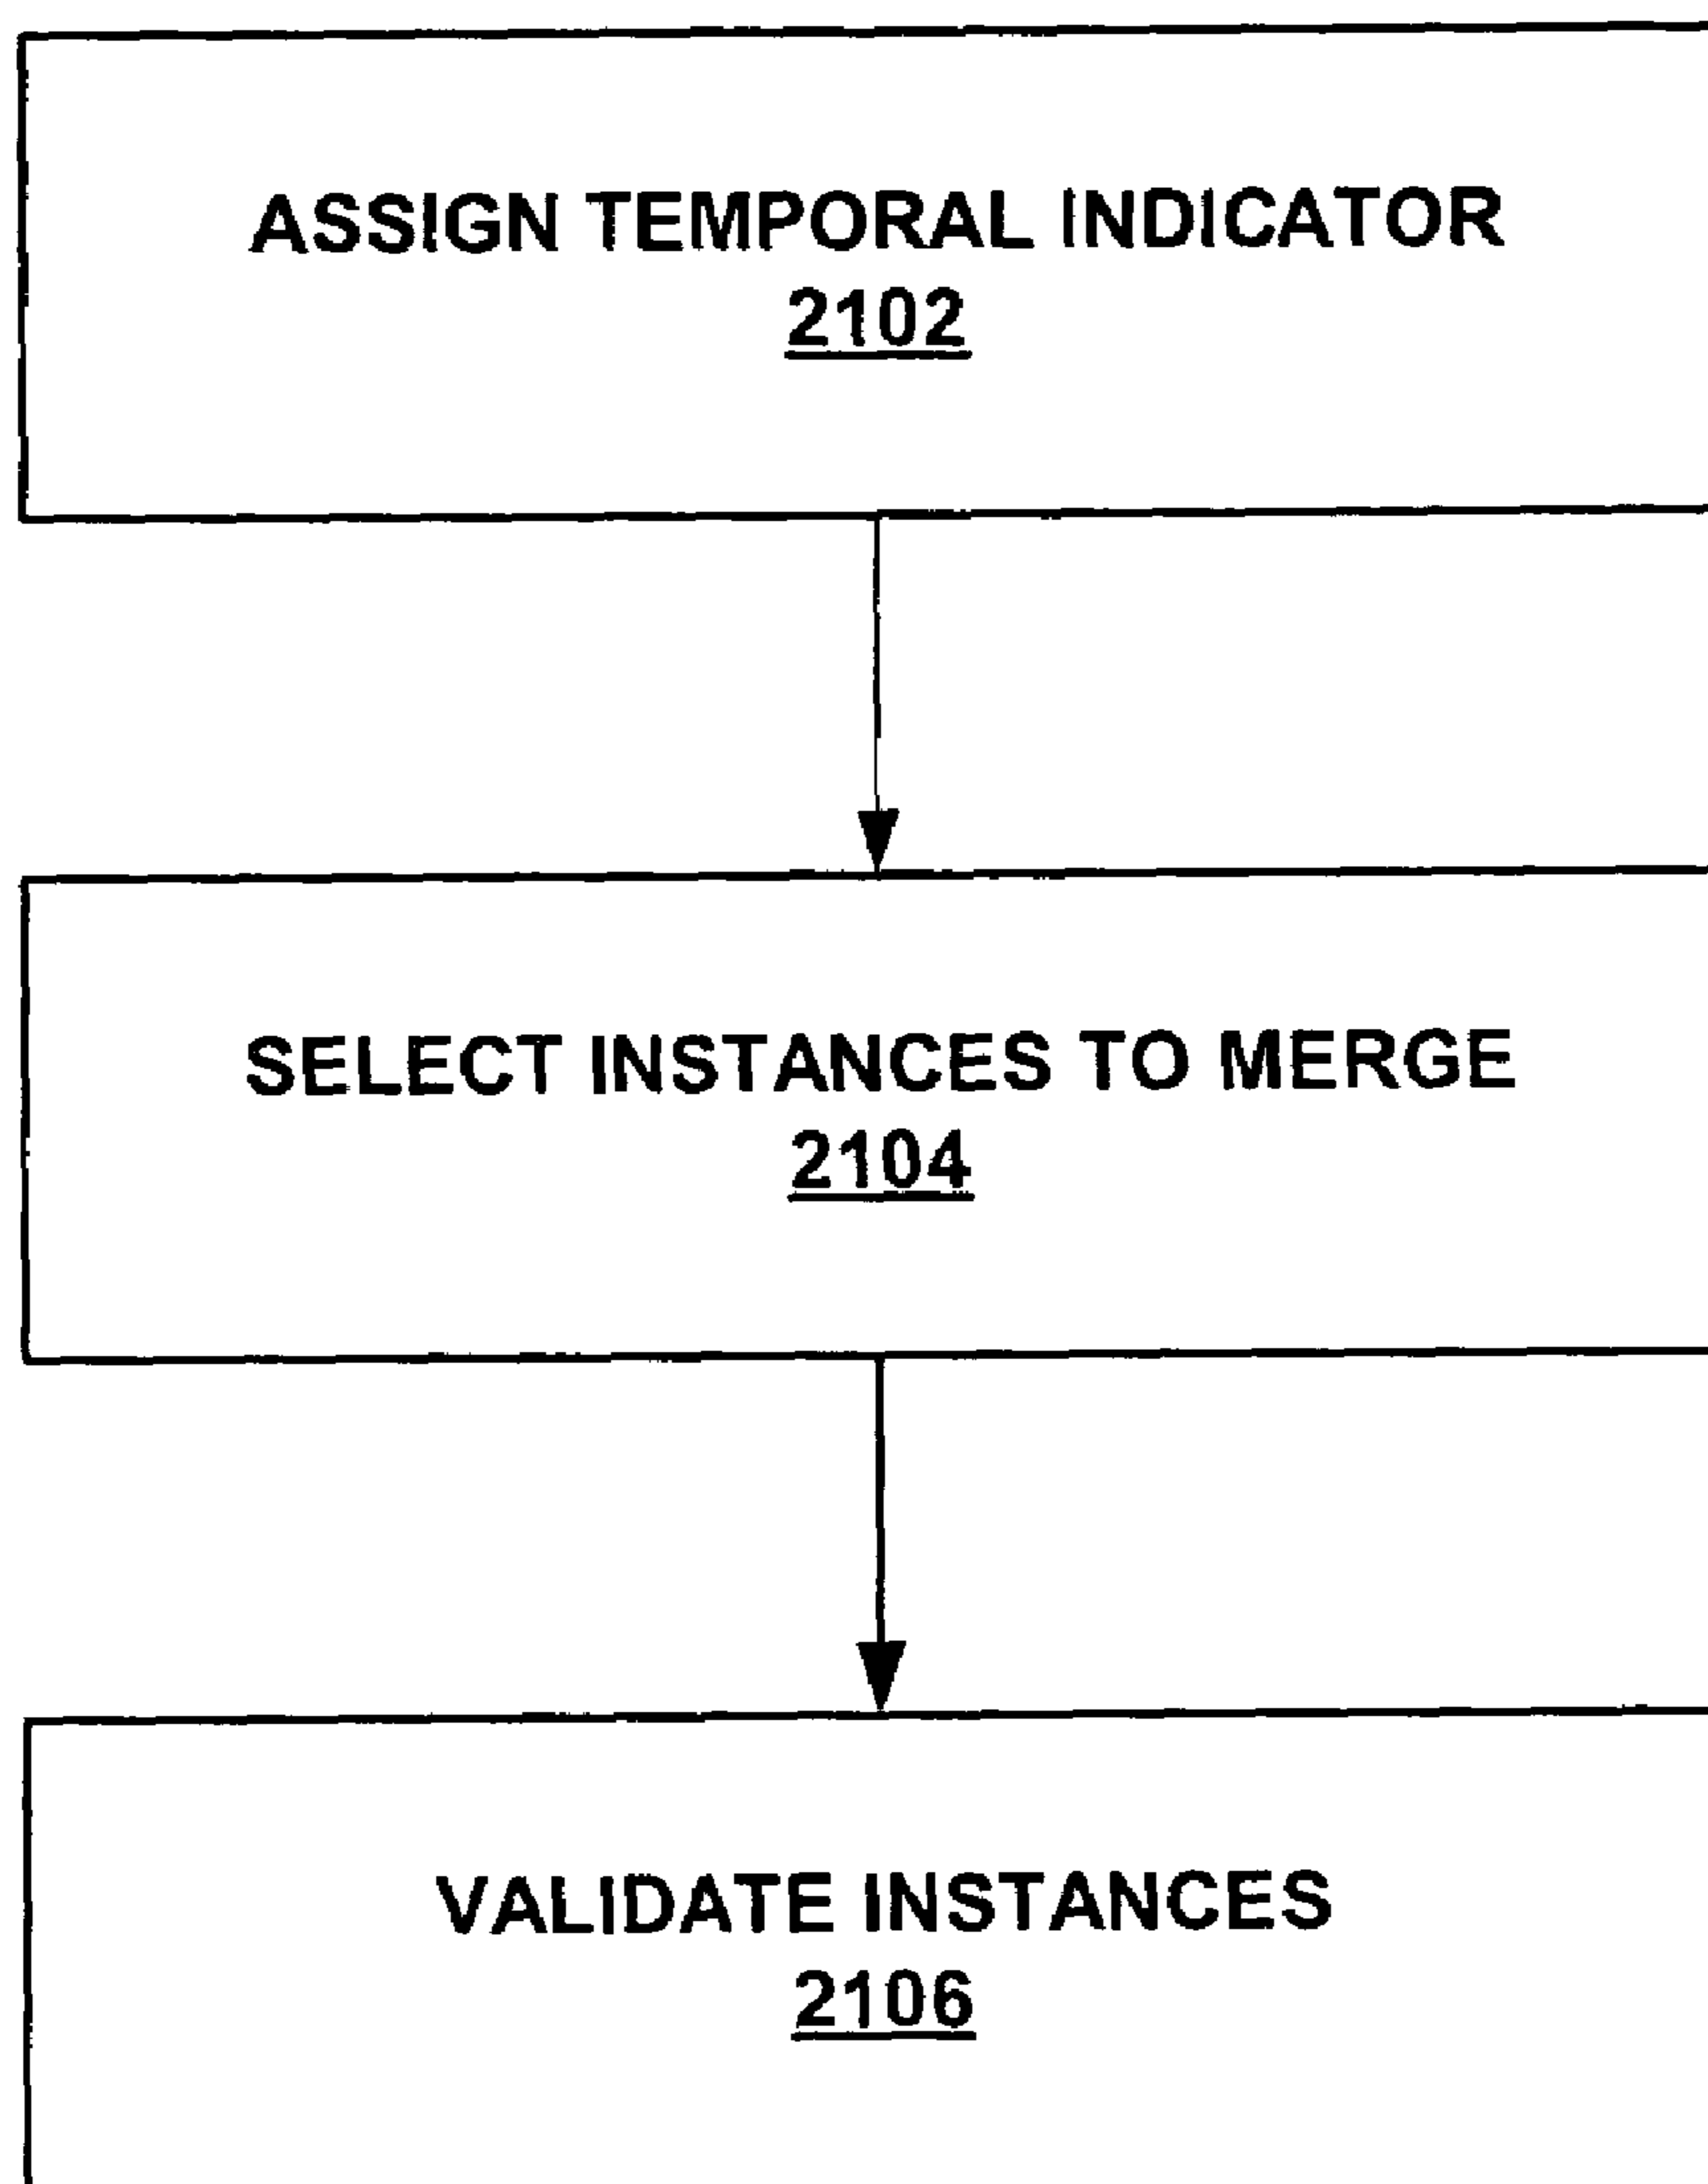 ASSIGN TEMPORAL INDICATOR
2102
SELECT INSTANCES TO MERGE
2104
VALIDATE INSTANCES
2106